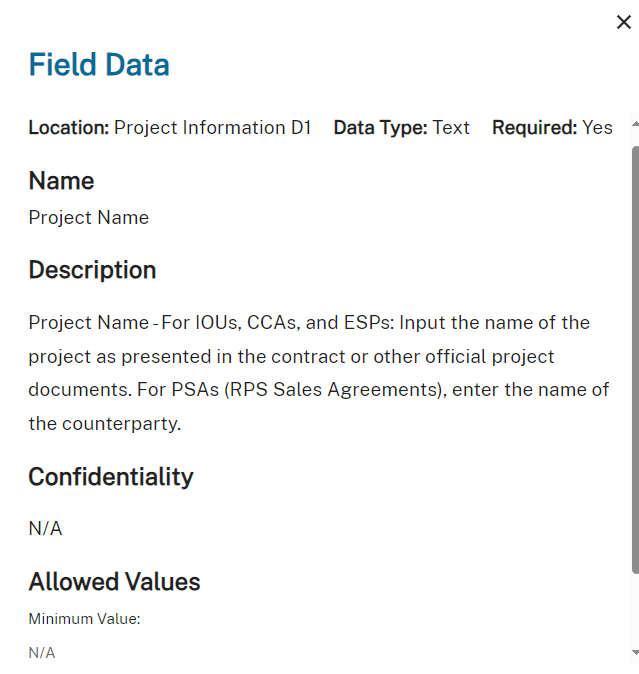 Field Data
Location: Project Information D1 Data Type: Text Required: Yes
Name
Project Name
Description
Project Name - For IOUs, CCAs, and ESPs: Input the name of the
project as presented in the contract or other official project
documents. For PSAs (RPS Sales Agreements), enter the name of
the counterparty.
Confidentiality
N/A
Allowed Values
Minimum Value:
N/A